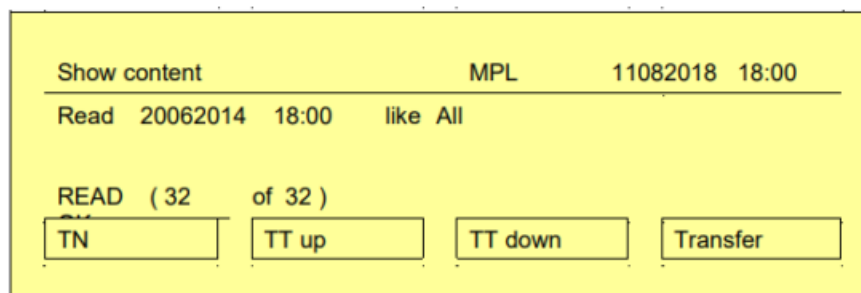 Show content MPL 11082018 18:00
Read 20062014 18:00 like All
READ ( 32 of 32 )
TN TT up TT down Transfer